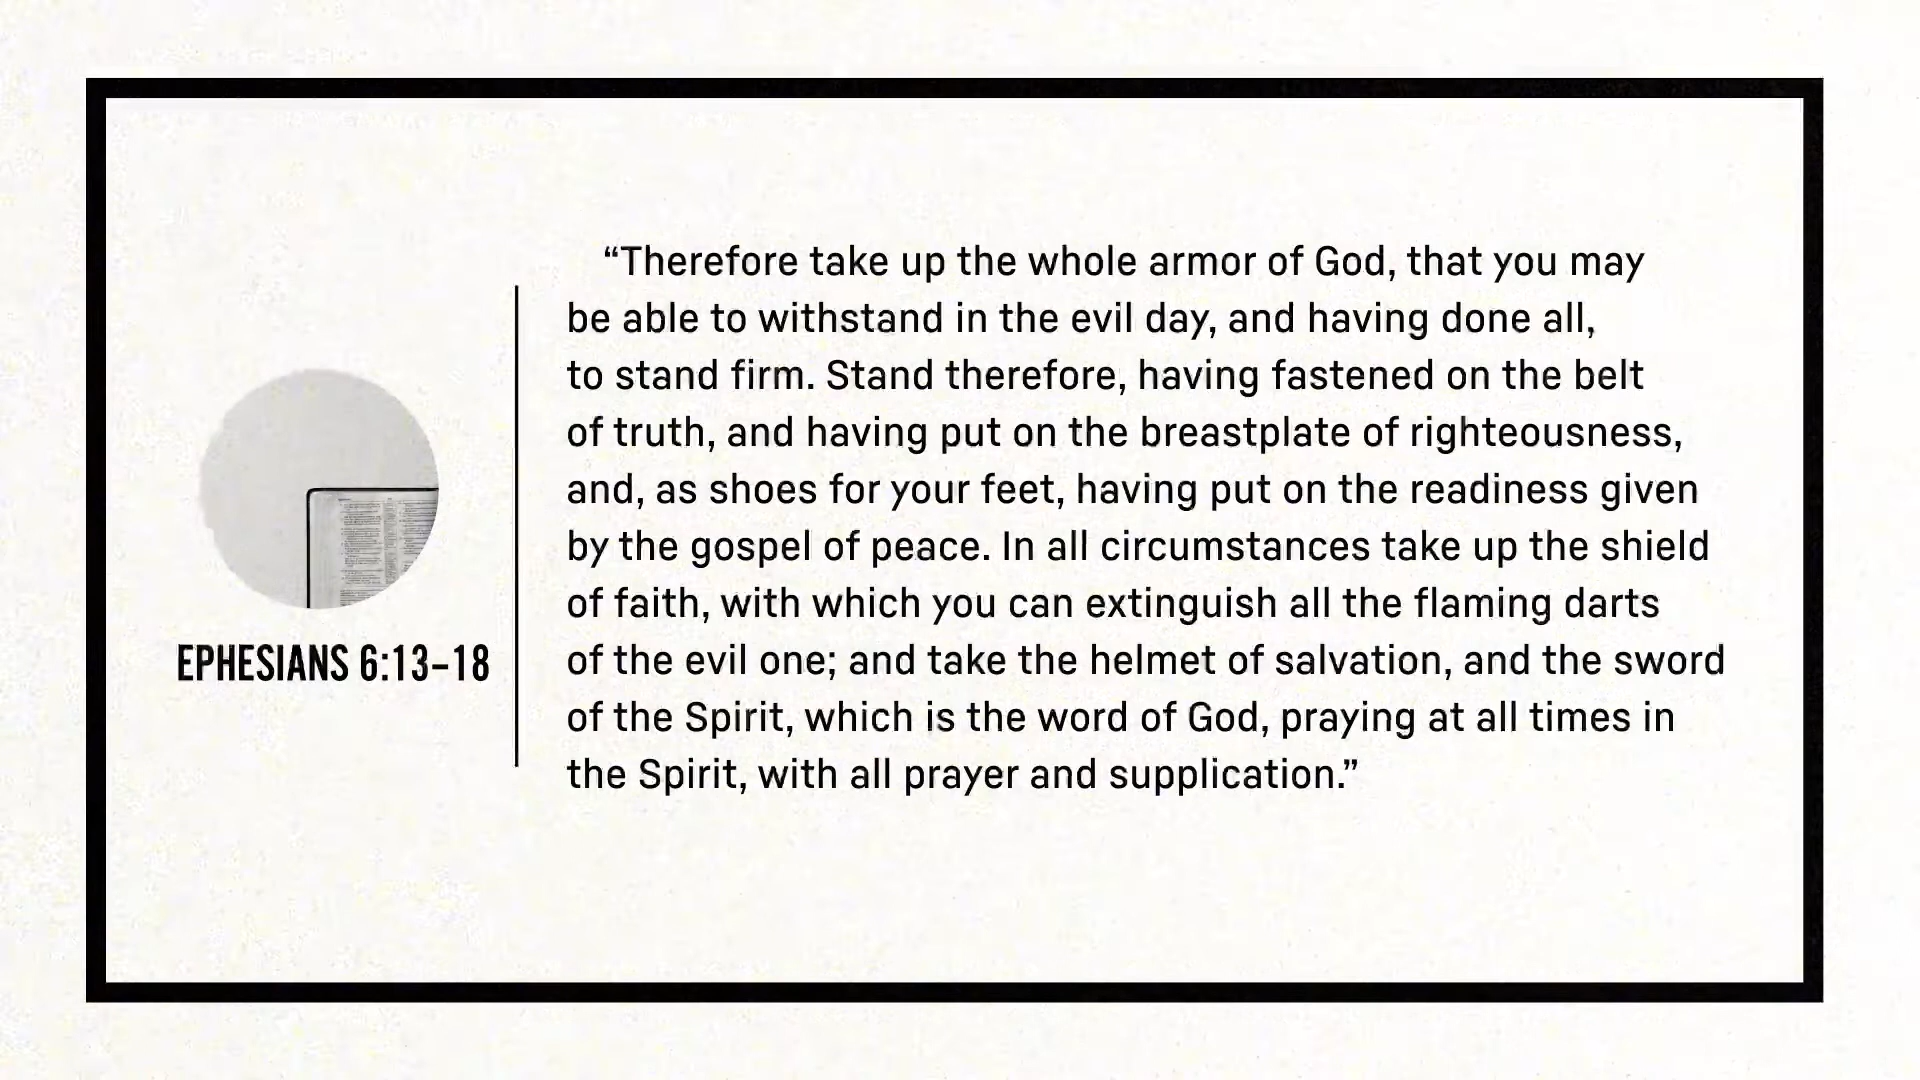 EPHESIANS 6:13–18
“Therefore take up the whole armor of God, that you may
be able to withstand in the evil day, and having done all,
to stand firm. Stand therefore, having fastened on the belt
of truth, and having put on the breastplate of righteousness,
and, as shoes for your feet, having put on the readiness given
by the gospel of peace. In all circumstances take up the shield
of faith, with which you can extinguish all the flaming darts
of the evil one; and take the helmet of salvation, and the sword
of the Spirit, which is the word of God, praying at all times in
the Spirit, with all prayer and supplication.”